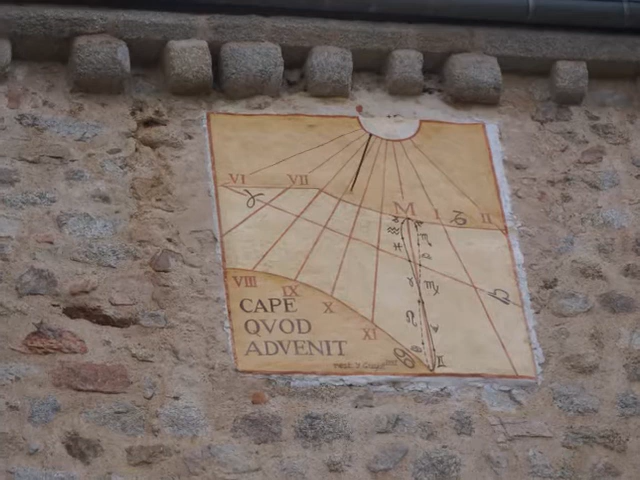 VI VII
M I ♑ II
♈
VIII
IX
X
XI
CAPE
QVOD
ADVENIT
♋ ♊